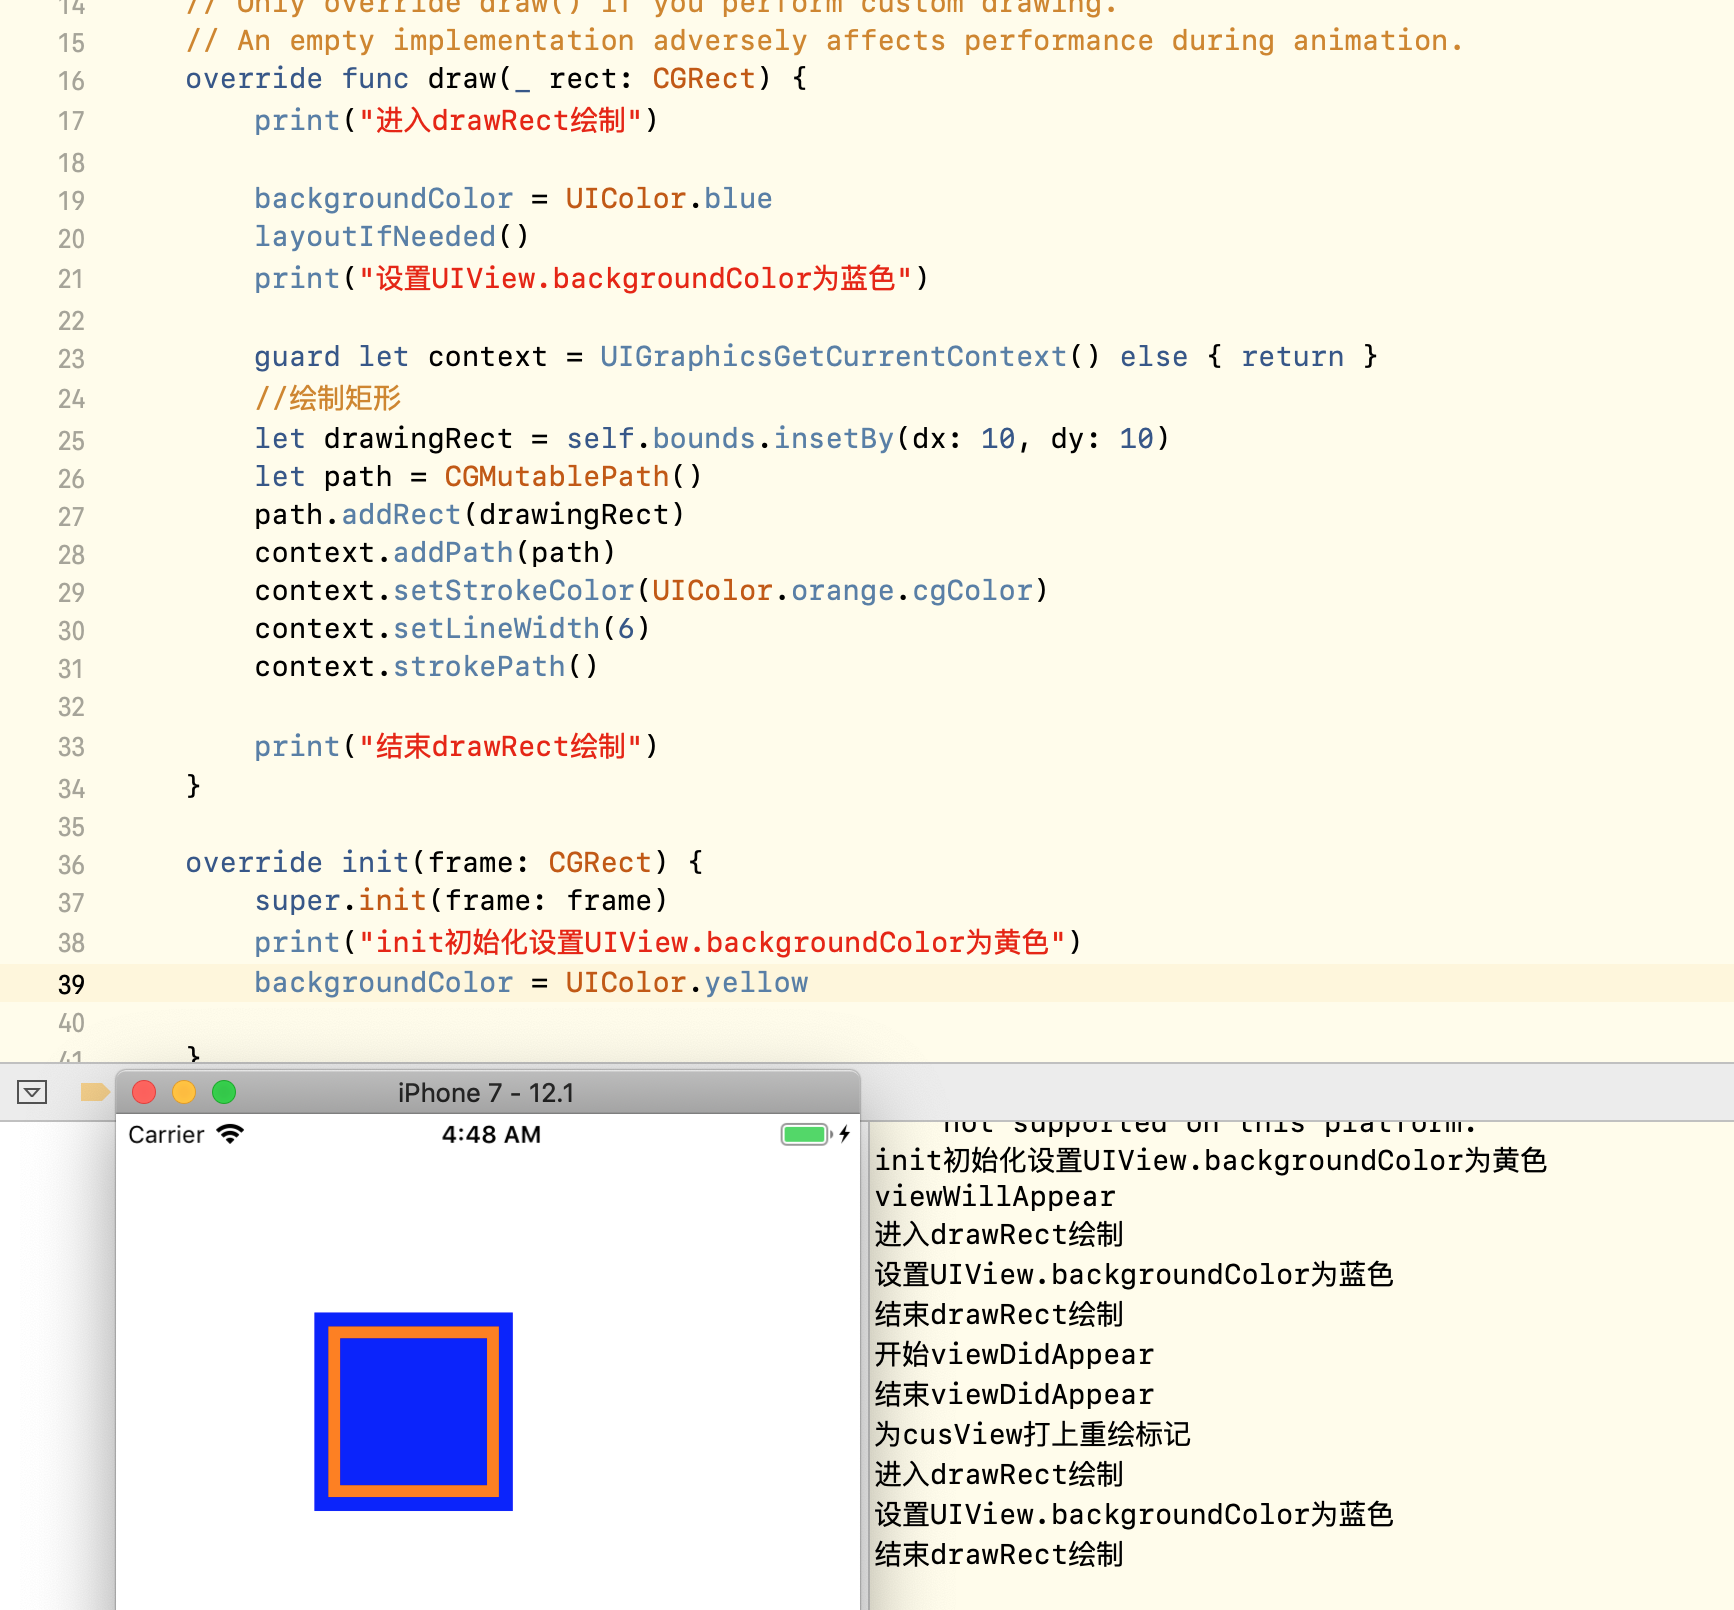 14 // Only override draw() if you perform custom drawing.
15 // An empty implementation adversely affects performance during animation.
16 override func draw(_ rect: CGRect) {
17 print("进入drawRect绘制")
18
19 backgroundColor = UIColor.blue
20 layoutIfNeeded()
21 print("设置UIView.backgroundColor为蓝色")
22
23 guard let context = UIGraphicsGetCurrentContext() else { return }
24 //绘制矩形
25 let drawingRect = self.bounds.insetBy(dx: 10, dy: 10)
26 let path = CGMutablePath()
27 path.addRect(drawingRect)
28 context.addPath(path)
29 context.setStrokeColor(UIColor.orange.cgColor)
30 context.setLineWidth(6)
31 context.strokePath()
32
33 print("结束drawRect绘制")
34 }
35
36 override init(frame: CGRect) {
37 super.init(frame: frame)
38 print("init初始化设置UIView.backgroundColor为黄色")
39 backgroundColor = UIColor.yellow
40
41 }
iPhone 7 - 12.1
Carrier 4:48 AM
not supported on this platform.
init初始化设置UIView.backgroundColor为黄色
viewWillAppear
进入drawRect绘制
设置UIView.backgroundColor为蓝色
结束drawRect绘制
开始viewDidAppear
结束viewDidAppear
为cusView打上重绘标记
进入drawRect绘制
设置UIView.backgroundColor为蓝色
结束drawRect绘制